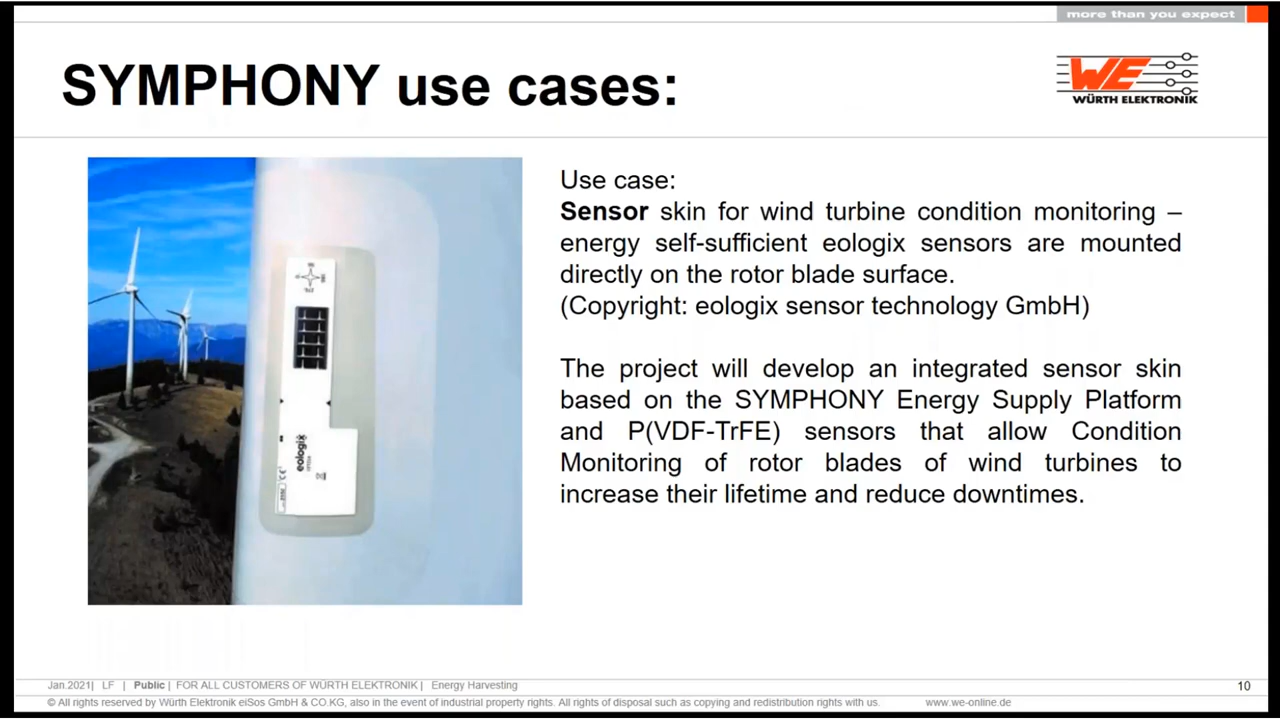 more than you expect
SYMPHONY use cases:
WE
WÜRTH ELEKTRONIK
Use case:
Sensor skin for wind turbine condition monitoring –
energy self-sufficient eologix sensors are mounted
directly on the rotor blade surface.
(Copyright: eologix sensor technology GmbH)
The project will develop an integrated sensor skin
based on the SYMPHONY Energy Supply Platform
and P(VDF-TrFE) sensors that allow Condition
Monitoring of rotor blades of wind turbines to
increase their lifetime and reduce downtimes.
eologix
Jan.2021| LF | Public | FOR ALL CUSTOMERS OF WÜRTH ELEKTRONIK | Energy Harvesting
10
© All rights reserved by Würth Elektronik eiSos GmbH & CO.KG, also in the event of industrial property rights. All rights of disposal such as copying and redistribution rights with us. www.we-online.de